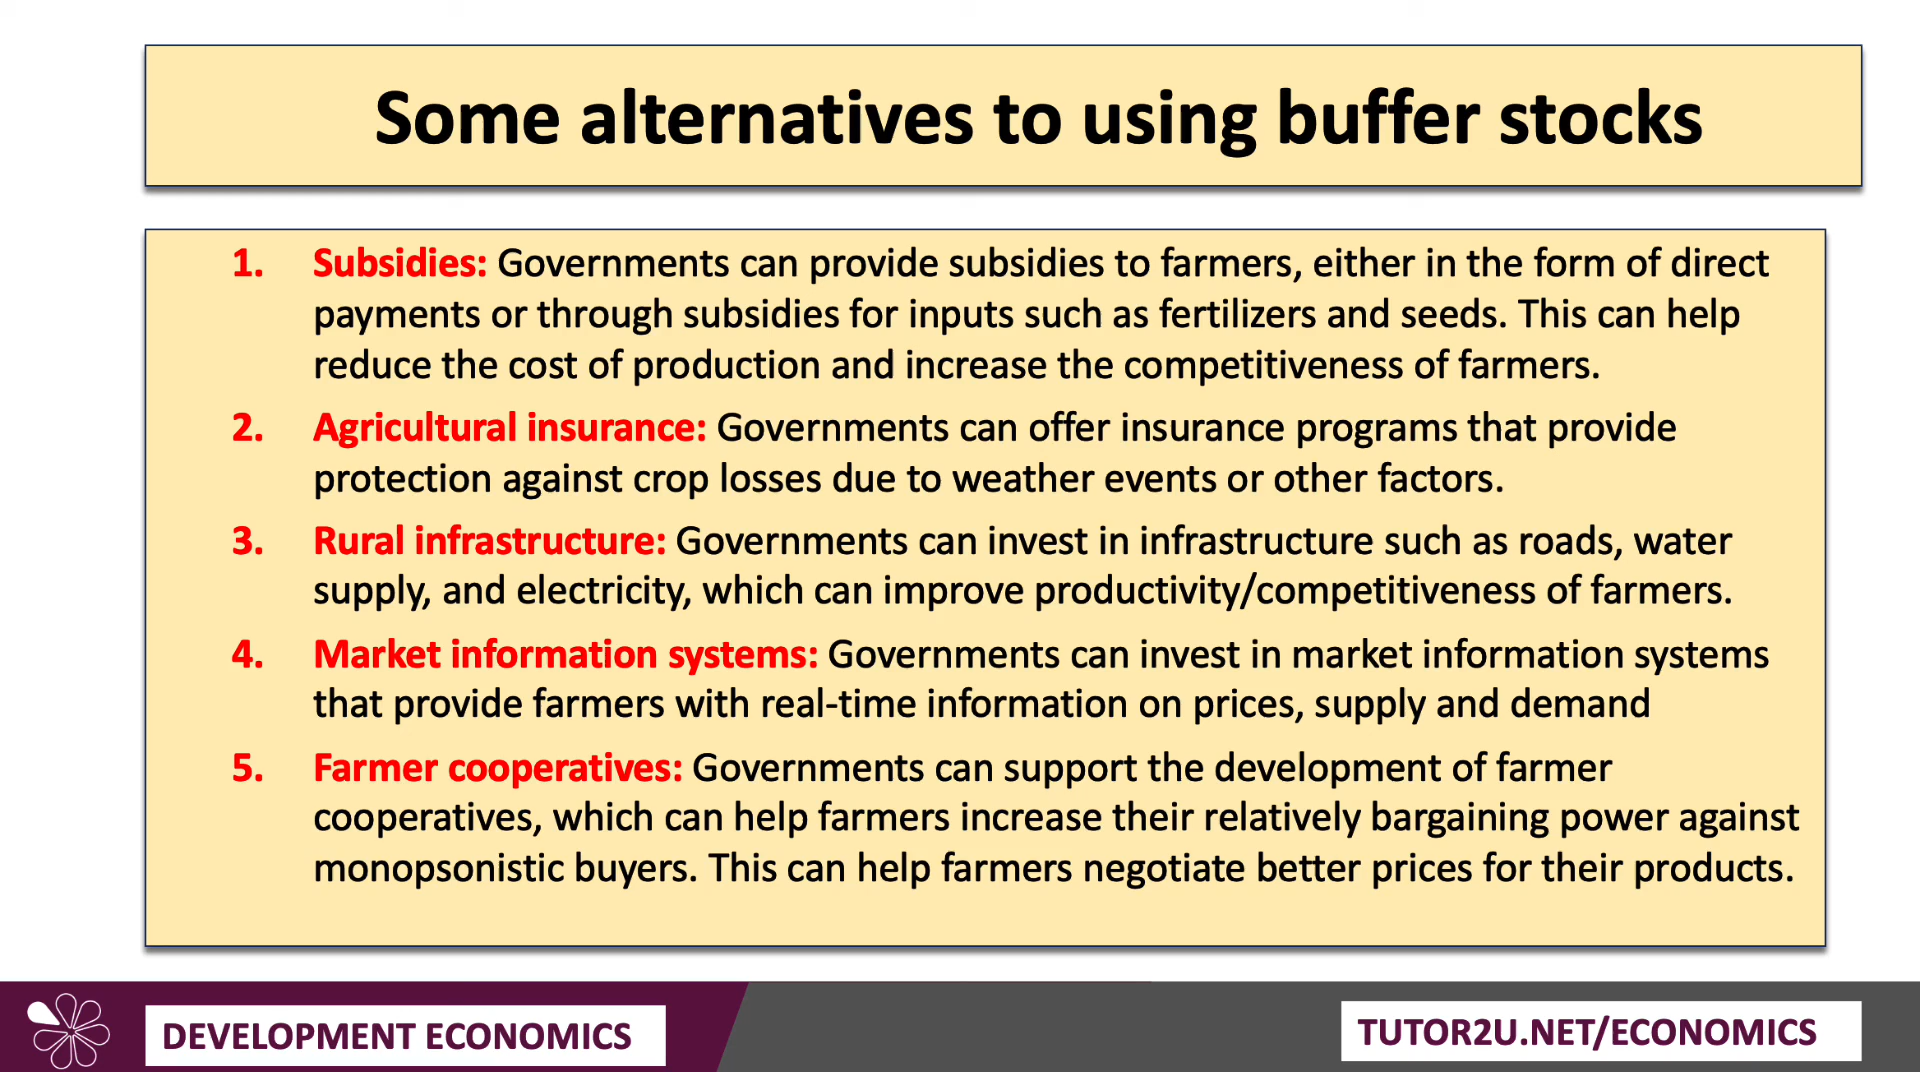 Some alternatives to using buffer stocks
1. Subsidies: Governments can provide subsidies to farmers, either in the form of direct
payments or through subsidies for inputs such as fertilizers and seeds. This can help
reduce the cost of production and increase the competitiveness of farmers.
2. Agricultural insurance: Governments can offer insurance programs that provide
protection against crop losses due to weather events or other factors.
3. Rural infrastructure: Governments can invest in infrastructure such as roads, water
supply, and electricity, which can improve productivity/competitiveness of farmers.
4. Market information systems: Governments can invest in market information systems
that provide farmers with real-time information on prices, supply and demand
5. Farmer cooperatives: Governments can support the development of farmer
cooperatives, which can help farmers increase their relatively bargaining power against
monopsonistic buyers. This can help farmers negotiate better prices for their products.
DEVELOPMENT ECONOMICS
TUTOR2U.NET/ECONOMICS